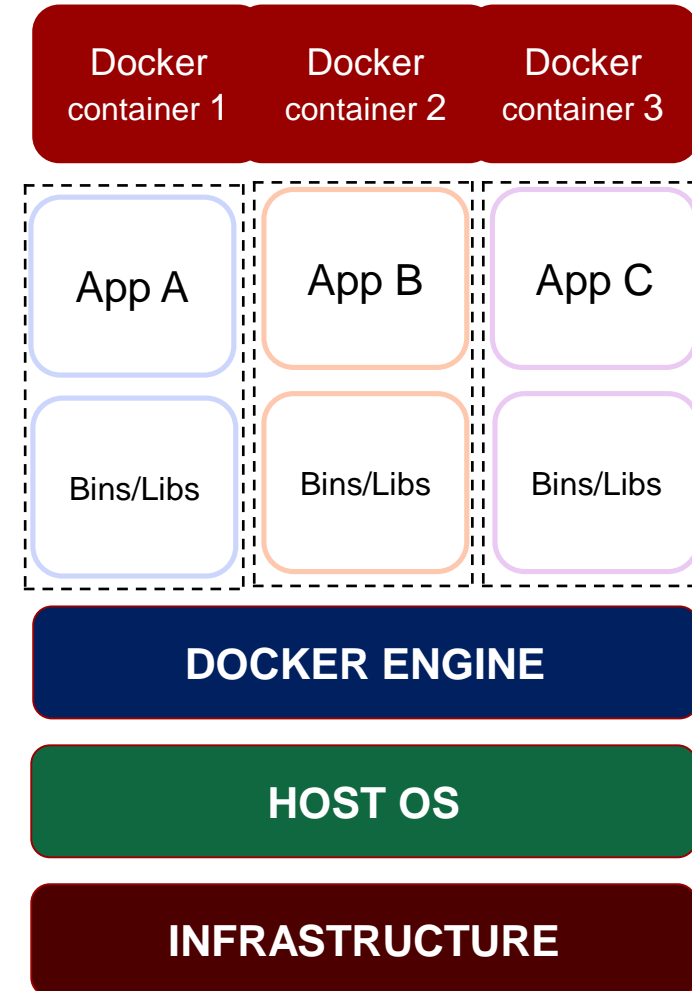 Docker
container 1
Docker
container 2
Docker
container 3
App A
App B
App C
Bins/Libs
Bins/Libs
Bins/Libs
DOCKER ENGINE
HOST OS
INFRASTRUCTURE